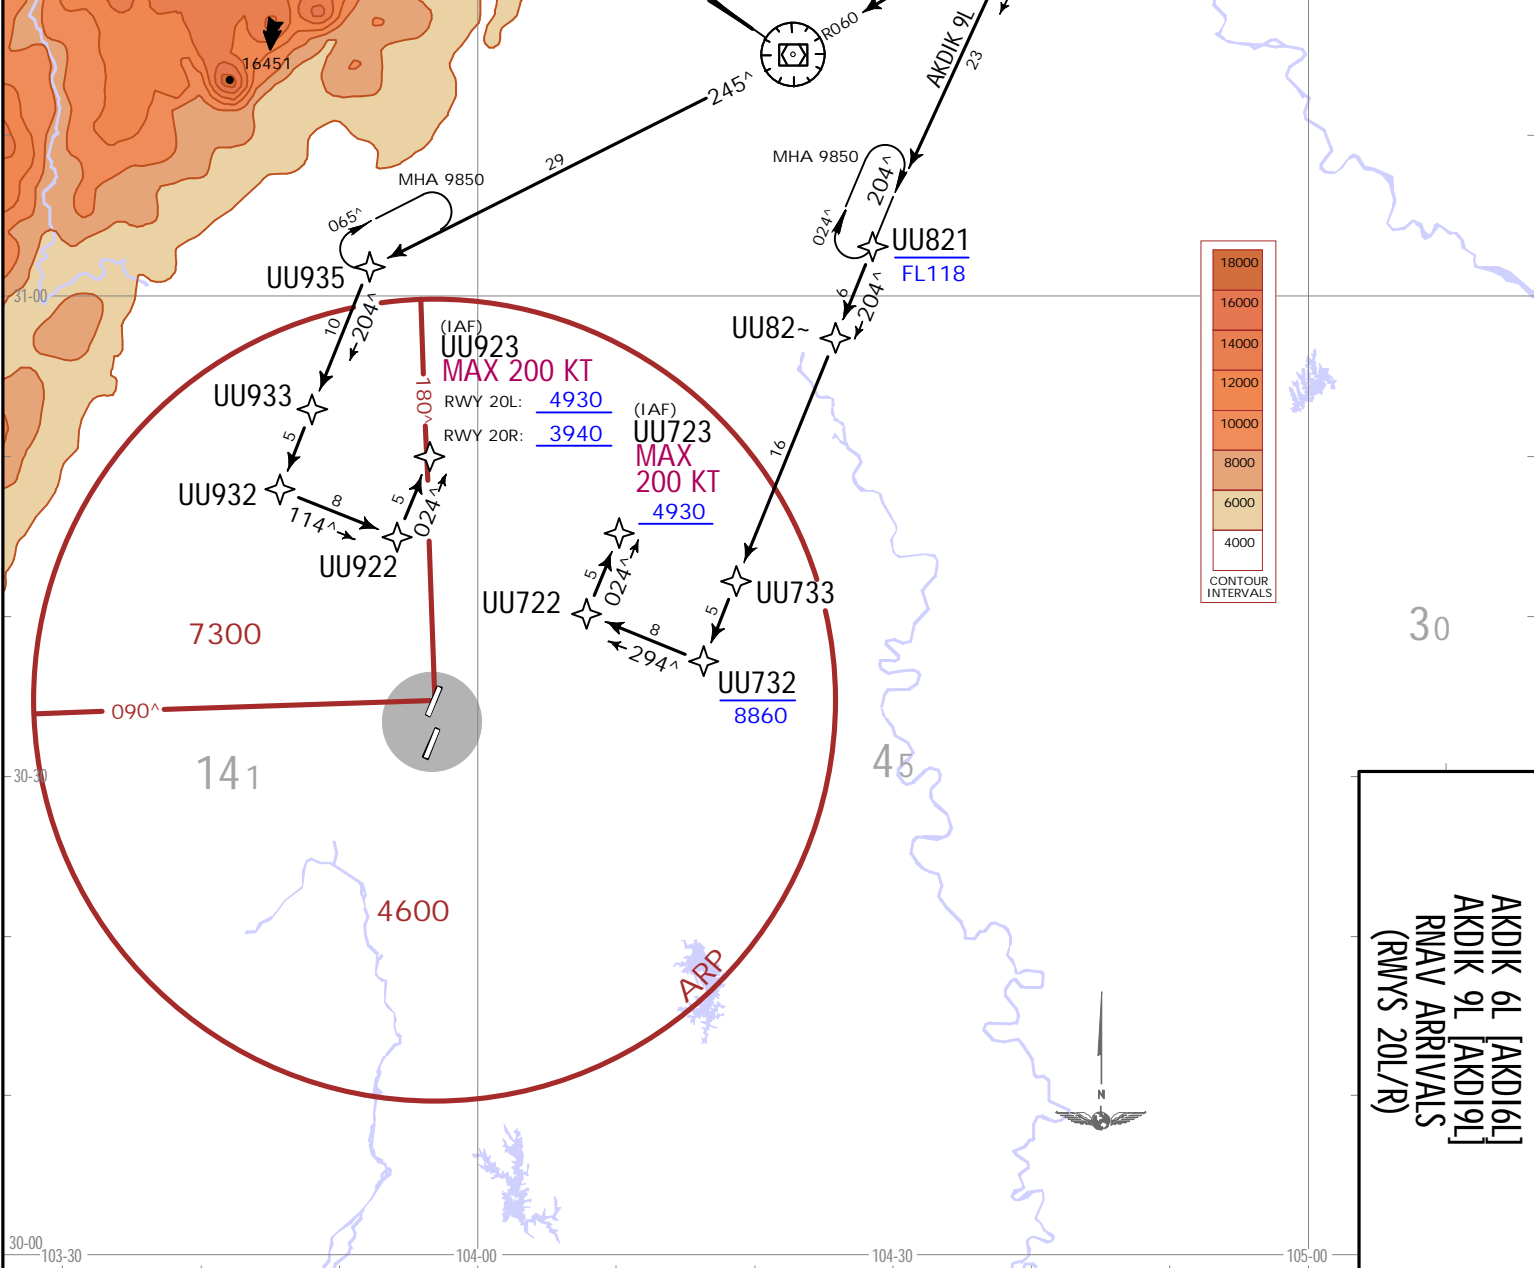 16451
R060
AKDIK 9L
23
245^
29
MHA 9850
065^
MHA 9850
204^
024^
UU821
FL118
UU935
31-00
10
204^
6
204^
UU82~
(IAF)
UU923
MAX 200 KT
RWY 20L: 4930
RWY 20R: 3940
180^
UU933
5
(IAF)
UU723
MAX
200 KT
4930
16
UU932
8
114^
5
024^
UU922
5
024^
UU722
UU733
5
8
294^
UU732
8860
7300
090^
141
30-30
45
30
4600
ARP
18000
16000
14000
12000
10000
8000
6000
4000
CONTOUR
INTERVALS
AKDIK 6L [AKDI6L]
AKDIK 9L [AKDI9L]
RNAV ARRIVALS
(RWYS 20L/R)
N
30-00
103-30
104-00
104-30
105-00